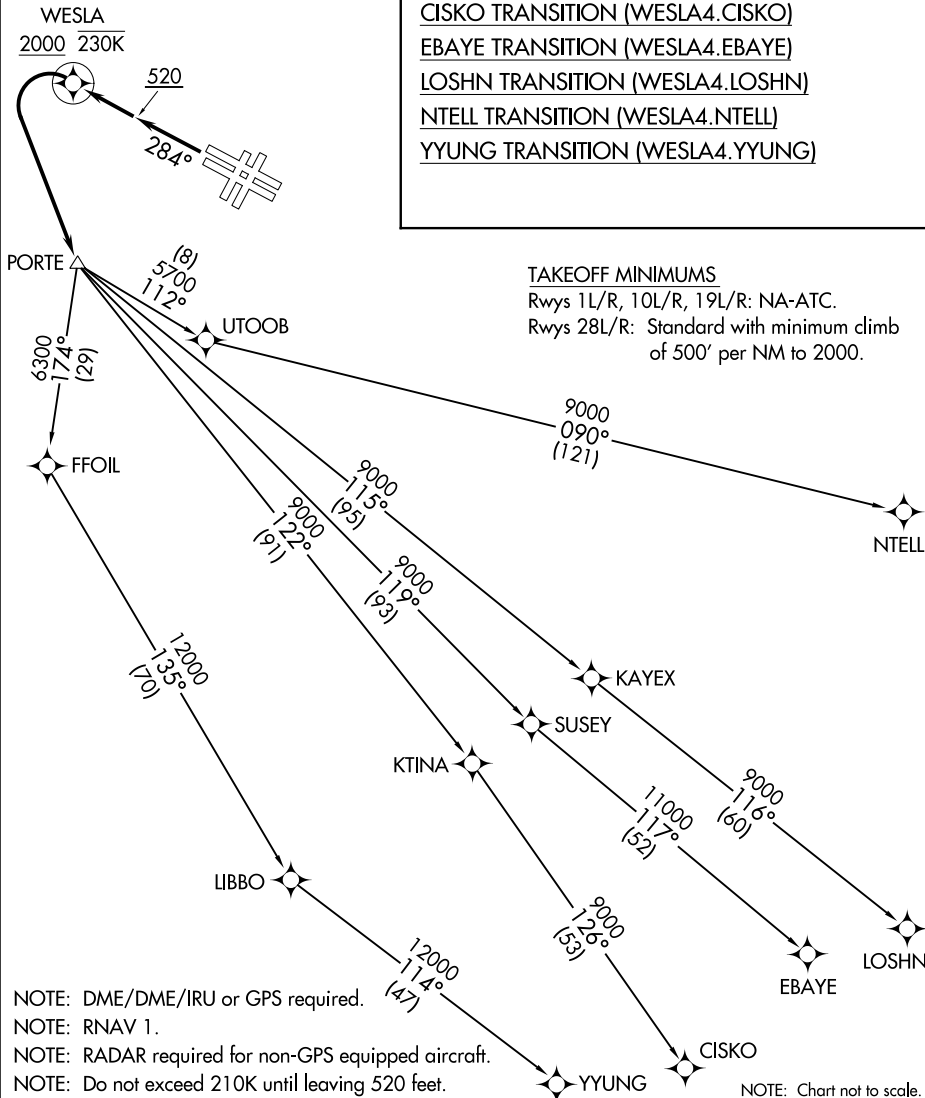 WESLA
2000 230K
520
284°
CISKO TRANSITION (WESLA4.CISKO)
EBAYE TRANSITION (WESLA4.EBAYE)
LOSHN TRANSITION (WESLA4.LOSHN)
NTELL TRANSITION (WESLA4.NTELL)
YYUNG TRANSITION (WESLA4.YYUNG)
TAKEOFF MINIMUMS
Rwys 1L/R, 10L/R, 19L/R: NA-ATC.
Rwys 28L/R: Standard with minimum climb
of 500' per NM to 2000.
PORTE
(8)
5700
112°
UTOOB
6300
174°
(29)
FFOIL
9000
090°
(121)
NTELL
9000
115°
(95)
9000
122°
(91)
9000
119°
(93)
12000
135°
(70)
KAYEX
SUSEY
KTINA
9000
116°
(60)
11000
117°
(52)
LIBBO
9000
126°
(53)
12000
114°
(47)
LOSHN
EBAYE
CISKO
YYUNG
NOTE: DME/DME/IRU or GPS required.
NOTE: RNAV 1.
NOTE: RADAR required for non-GPS equipped aircraft.
NOTE: Do not exceed 210K until leaving 520 feet.
NOTE: Chart not to scale.